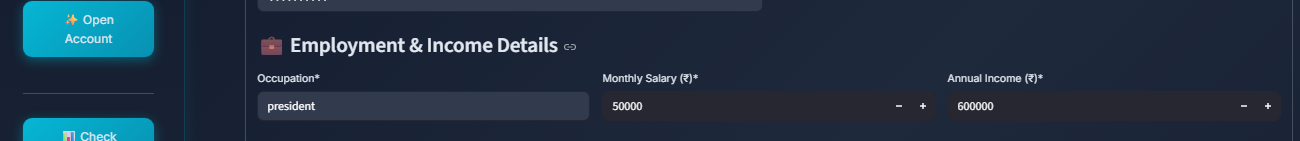 ✨ Open
Account
💼 Employment & Income Details
Occupation*
Monthly Salary (₹)*
Annual Income (₹)*
president
50000 − +
600000 − +
📊 Check